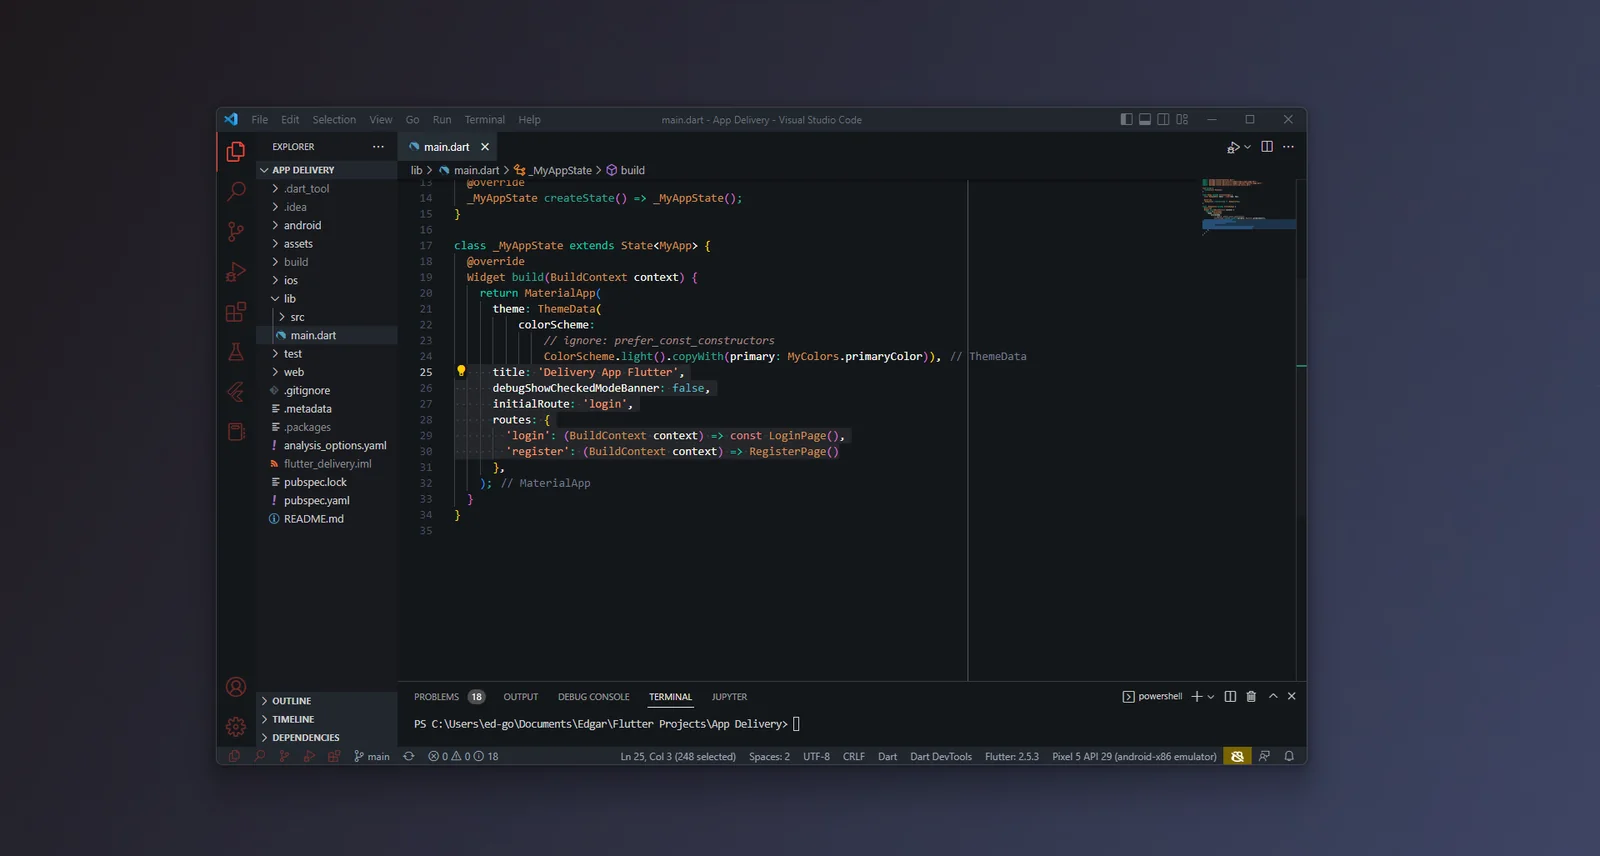 File Edit Selection View Go Run Terminal Help
main.dart - App Delivery - Visual Studio Code
EXPLORER
APP DELIVERY
.dart_tool
.idea
android
assets
build
ios
lib
src
main.dart
test
web
.gitignore
.metadata
.packages
analysis_options.yaml
flutter_delivery.iml
pubspec.lock
pubspec.yaml
README.md
OUTLINE
TIMELINE
DEPENDENCIES
main.dart
lib > main.dart > _MyAppState > build
13 @override
14 _MyAppState createState() => _MyAppState();
15 }
16
17 class _MyAppState extends State<MyApp> {
18 @override
19 Widget build(BuildContext context) {
20 return MaterialApp(
21 theme: ThemeData(
22 colorScheme:
23 // ignore: prefer_const_constructors
24 ColorScheme.light().copyWith(primary: MyColors.primaryColor)), // ThemeData
25 title: 'Delivery App Flutter',
26 debugShowCheckedModeBanner: false,
27 initialRoute: 'login',
28 routes: {
29 'login': (BuildContext context) => const LoginPage(),
30 'register': (BuildContext context) => RegisterPage()
31 },
32 ); // MaterialApp
33 }
34 }
35
PROBLEMS 18 OUTPUT DEBUG CONSOLE TERMINAL JUPYTER
powershell
PS C:\Users\ed-go\Documents\Edgar\Flutter Projects\App Delivery>
main 0 0 18 Ln 25, Col 3 (248 selected) Spaces: 2 UTF-8 CRLF Dart Dart DevTools Flutter: 2.5.3 Pixel 5 API 29 (android-x86 emulator)